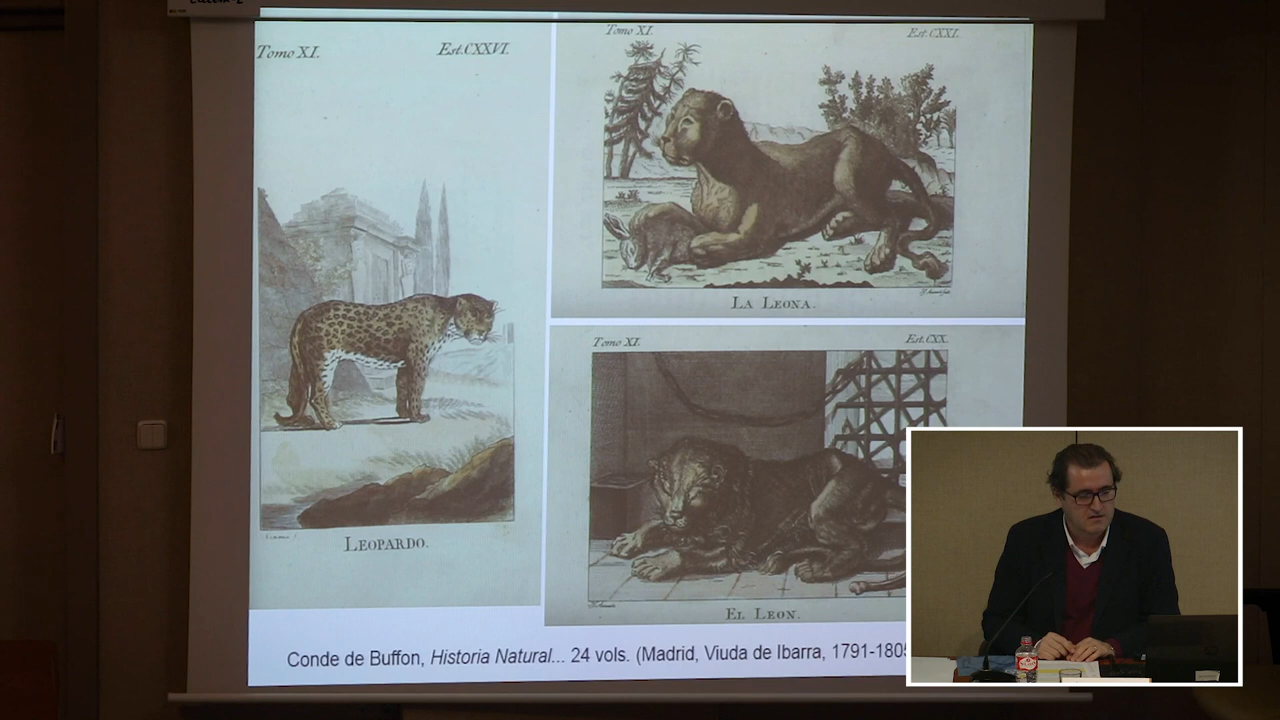 Tomo XI.
Est. CXXVI.
LEOPARDO.
Tomo XI.
Est. CXXI.
LA LEONA.
Tomo XI.
Est. CXX.
EL LEON.
Conde de Buffon, Historia Natural... 24 vols. (Madrid, Viuda de Ibarra, 1791-1805